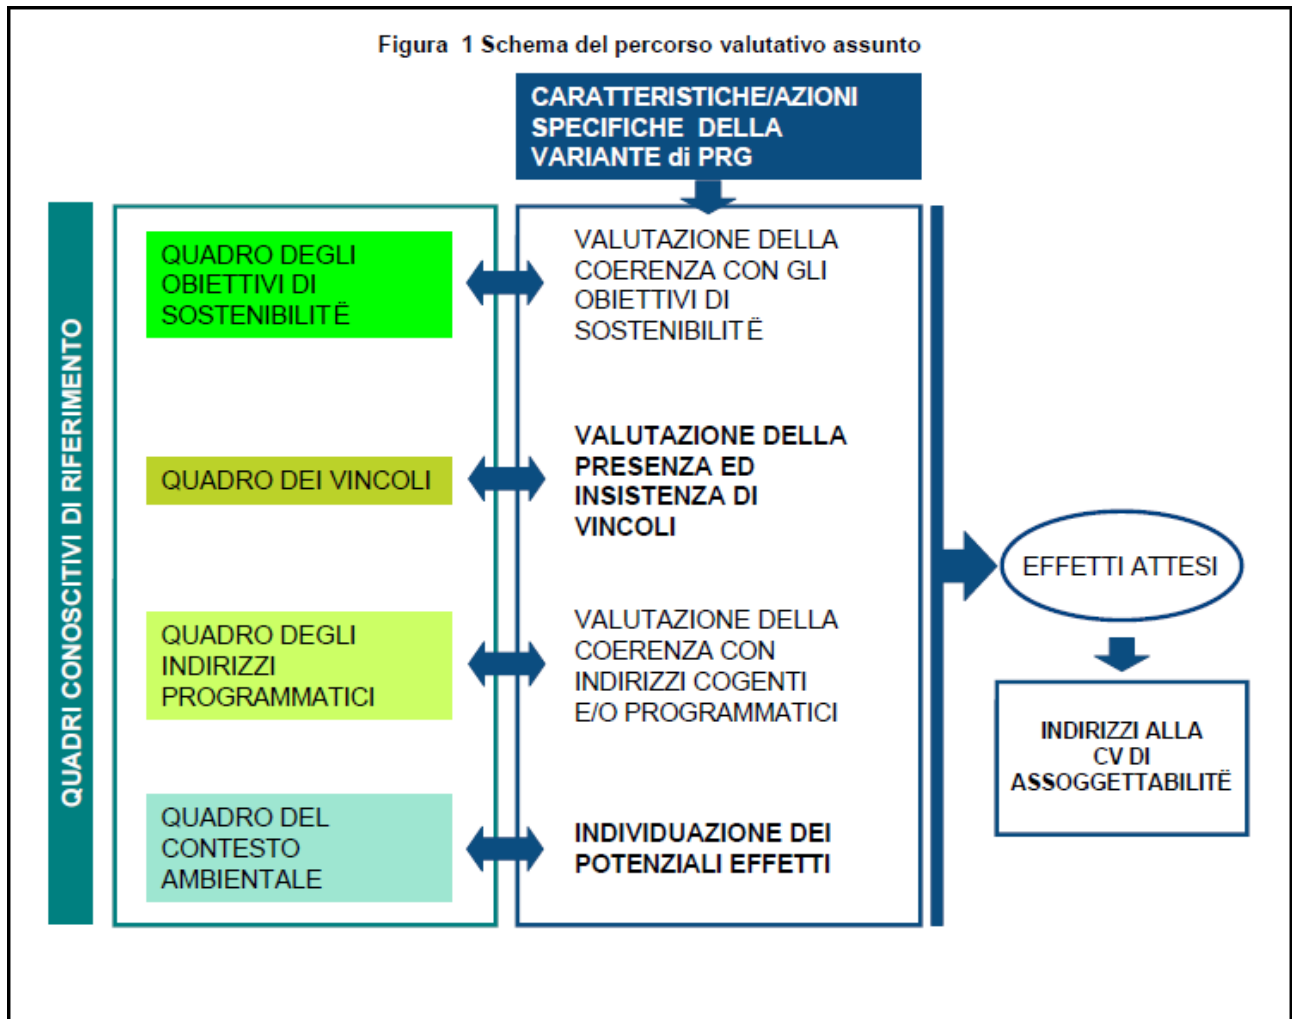 Figura 1 Schema del percorso valutativo assunto
CARATTERISTICHE/AZIONI
SPECIFICHE DELLA
VARIANTE di PRG
QUADRI CONOSCITIVI DI RIFERIMENTO
QUADRO DEGLI
OBIETTIVI DI
SOSTENIBILITË
VALUTAZIONE DELLA
COERENZA CON GLI
OBIETTIVI DI
SOSTENIBILITË
QUADRO DEI VINCOLI
VALUTAZIONE DELLA
PRESENZA ED
INSISTENZA DI
VINCOLI
QUADRO DEGLI
INDIRIZZI
PROGRAMMATICI
VALUTAZIONE DELLA
COERENZA CON
INDIRIZZI COGENTI
E/O PROGRAMMATICI
QUADRO DEL
CONTESTO
AMBIENTALE
INDIVIDUAZIONE DEI
POTENZIALI EFFETTI
EFFETTI ATTESI
INDIRIZZI ALLA
CV DI
ASSOGGETTABILITË